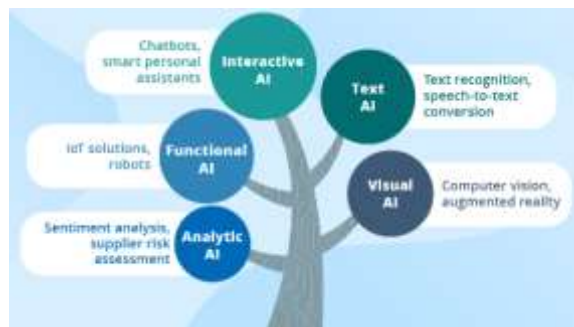 Chatbots,
smart personal
assistants
Interactive
AI
Text
AI
Text recognition,
speech-to-text
conversion
IoT solutions,
robots
Functional
AI
Visual
AI
Computer vision,
augmented reality
Sentiment analysis,
supplier risk
assessment
Analytic
AI